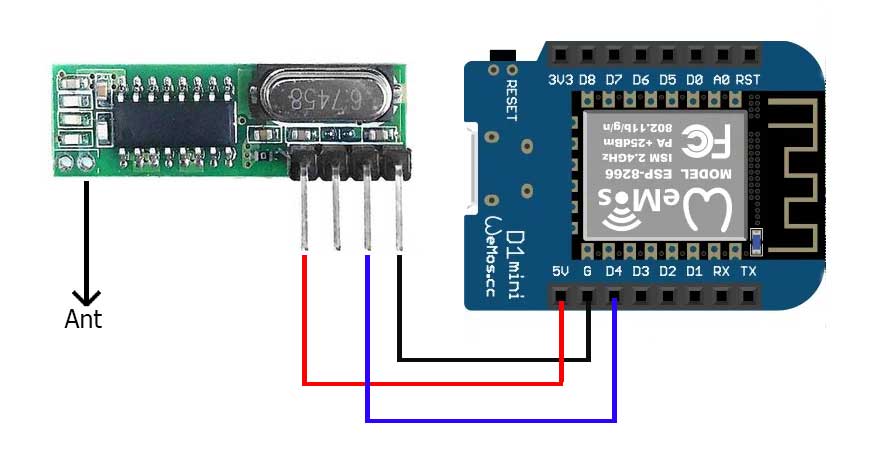 Ant
6.7458
3V3 D8 D7 D6 D5 D0 A0 RST
RESET
802.11b/g/n
PA +25dBm
ISM 2.4GHz
MODEL ESP-8266
FC
WeMos
D1 mini
WeMos.cc
5V G D4 D3 D2 D1 RX TX